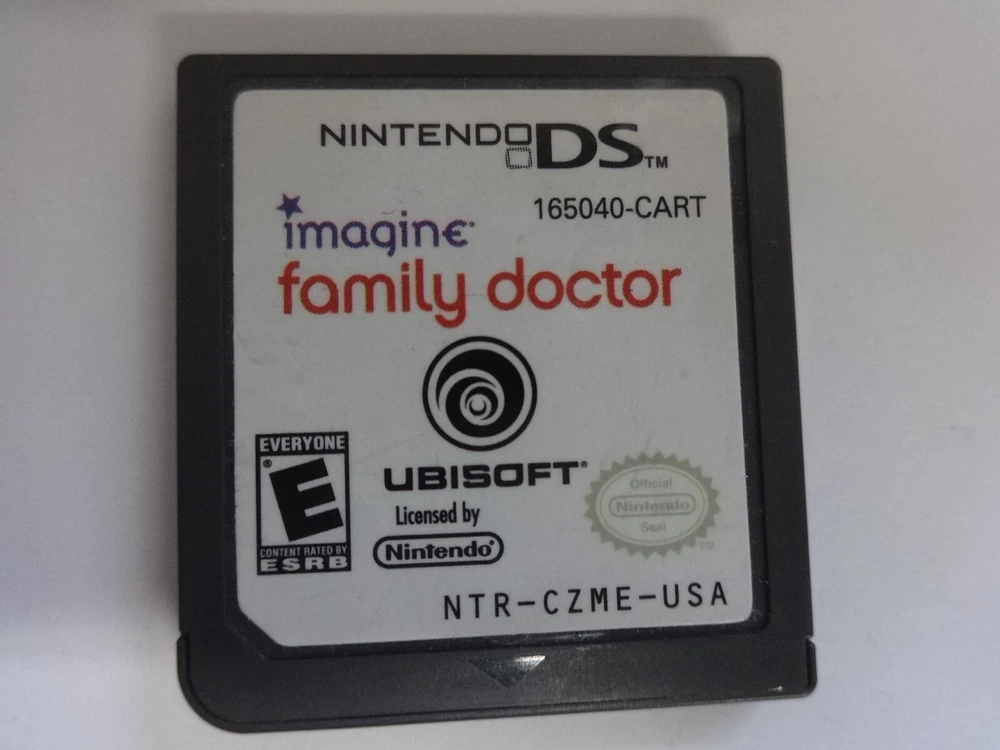 NINTENDO DS™
165040-CART
imagine®
family doctor
UBISOFT®
EVERYONE
E®
CONTENT RATED BY
ESRB
Licensed by
Nintendo®
Official
Nintendo
Seal
TM
NTR-CZME-USA